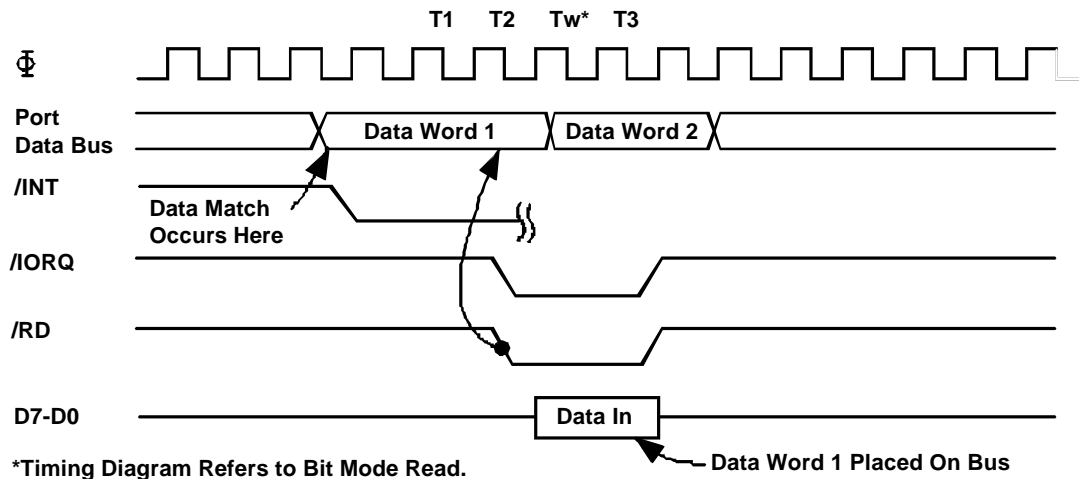 T1 T2 Tw* T3
Φ
Port
Data Bus
Data Word 1 Data Word 2
/INT
Data Match
Occurs Here
/IORQ
/RD
D7-D0
Data In
Data Word 1 Placed On Bus
*Timing Diagram Refers to Bit Mode Read.